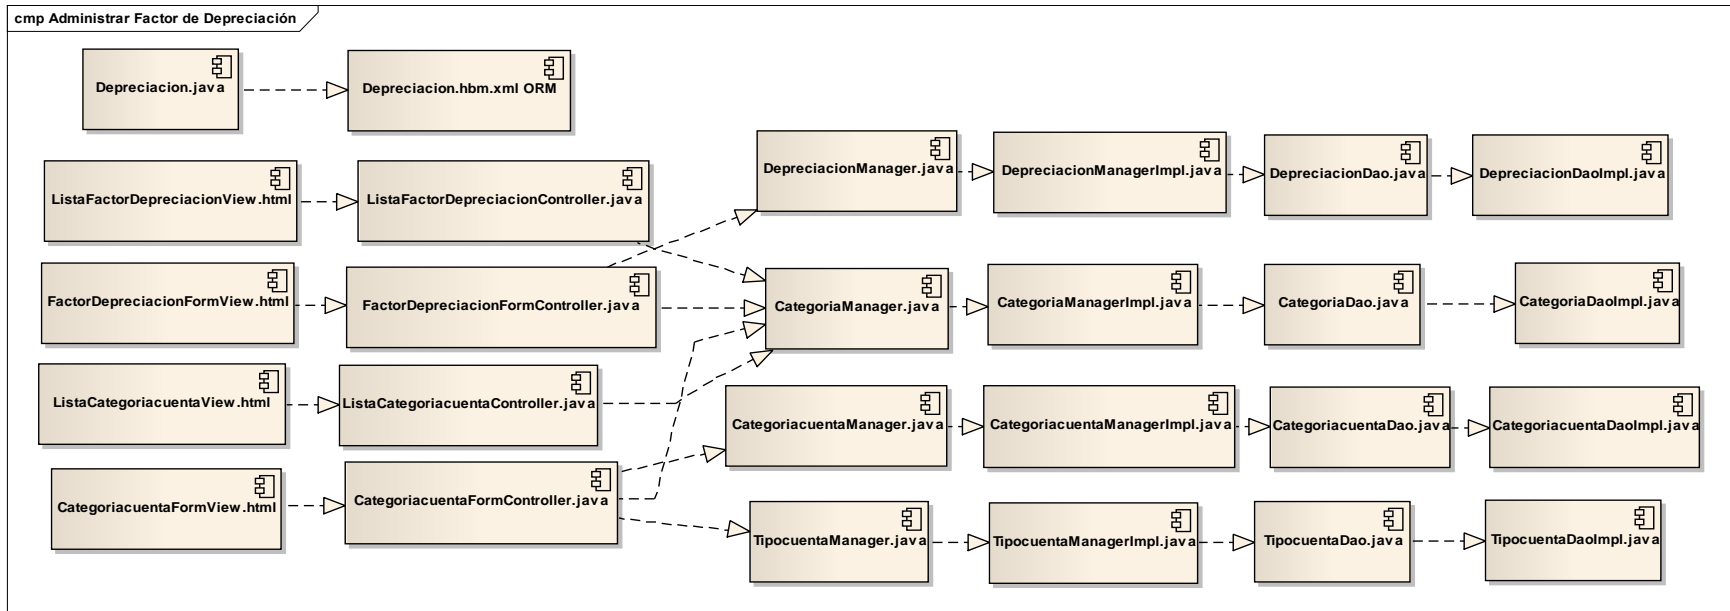 cmp Administrar Factor de Depreciación
Depreciacion.java
Depreciacion.hbm.xml ORM
DepreciacionManager.java
DepreciacionManagerImpl.java
DepreciacionDao.java
DepreciacionDaoImpl.java
ListaFactorDepreciacionView.html
ListaFactorDepreciacionController.java
FactorDepreciacionFormView.html
FactorDepreciacionFormController.java
CategoriaManager.java
CategoriaManagerImpl.java
CategoriaDao.java
CategoriaDaoImpl.java
ListaCategoriacuentaView.html
ListaCategoriacuentaController.java
CategoriacuentaManager.java
CategoriacuentaManagerImpl.java
CategoriacuentaDao.java
CategoriacuentaDaoImpl.java
CategoriacuentaFormView.html
CategoriacuentaFormController.java
TipocuentaManager.java
TipocuentaManagerImpl.java
TipocuentaDao.java
TipocuentaDaoImpl.java